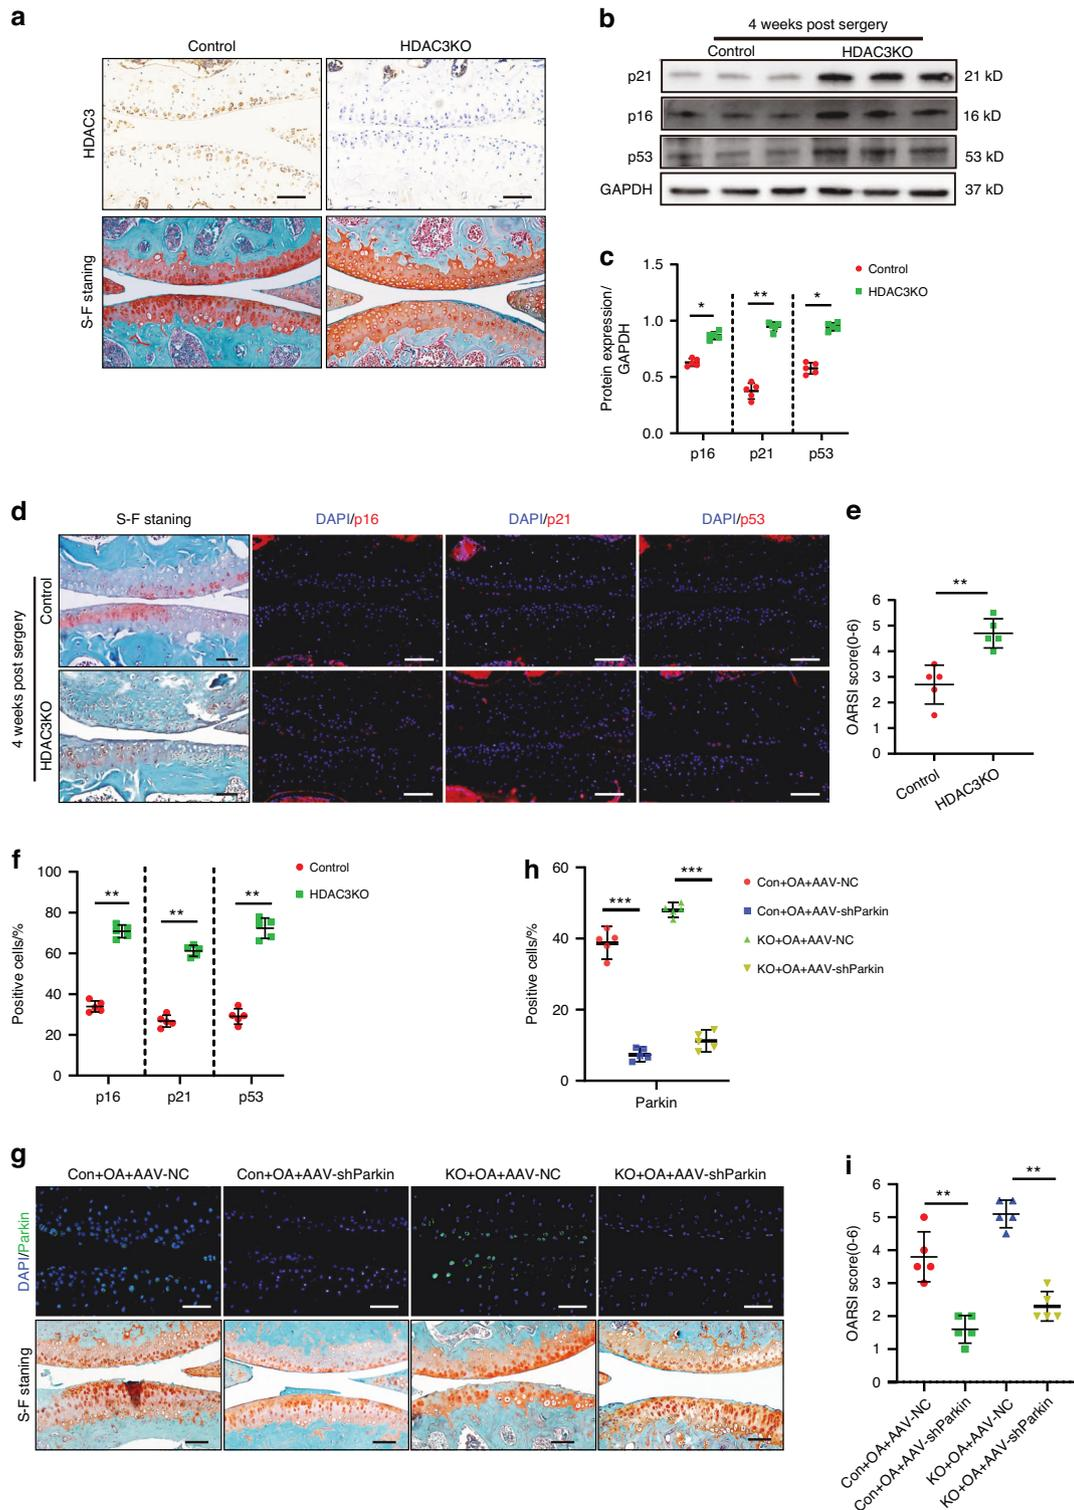 a
Control
HDAC3KO
HDAC3
S-F staning
b
4 weeks post sergery
Control
HDAC3KO
p21
21 kD
p16
16 kD
p53
53 kD
GAPDH
37 kD
c
Protein expression/
GAPDH
1.5
1.0
0.5
0.0
*
**
*
p16
p21
p53
Control
HDAC3KO
d
S-F staning
DAPI/p16
DAPI/p21
DAPI/p53
4 weeks post sergery
Control
HDAC3KO
e
OARSI score(0-6)
6
5
4
3
2
1
0
**
Control
HDAC3KO
f
Positive cells/%
100
80
60
40
20
0
**
**
**
p16
p21
p53
Control
HDAC3KO
h
Positive cells/%
60
40
20
0
***
***
Parkin
Con+OA+AAV-NC
Con+OA+AAV-shParkin
KO+OA+AAV-NC
KO+OA+AAV-shParkin
g
Con+OA+AAV-NC
Con+OA+AAV-shParkin
KO+OA+AAV-NC
KO+OA+AAV-shParkin
DAPI/Parkin
S-F staning
i
OARSI score(0-6)
6
5
4
3
2
1
0
**
**
Con+OA+AAV-NC
Con+OA+AAV-shParkin
KO+OA+AAV-NC
KO+OA+AAV-shParkin